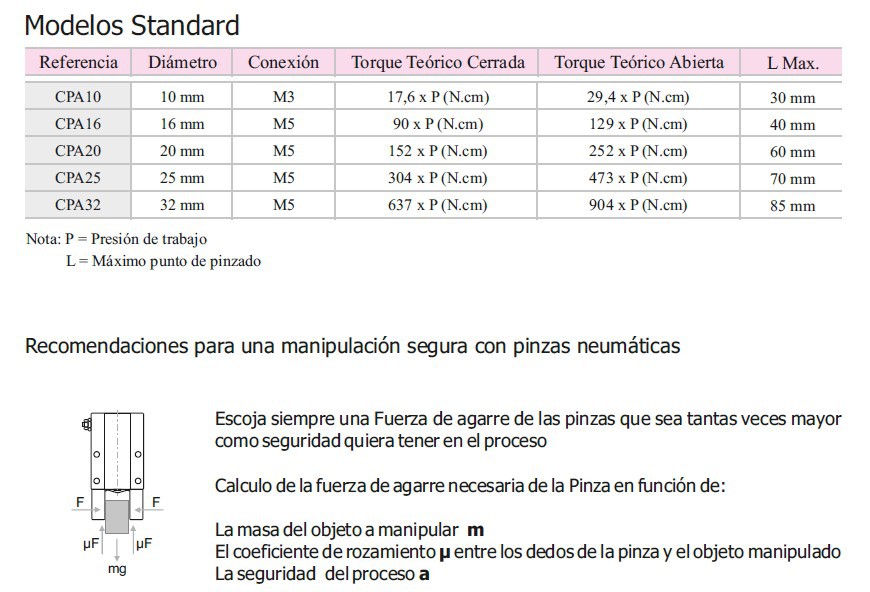 Modelos Standard
Referencia Diámetro Conexión Torque Teórico Cerrada Torque Teórico Abierta L Max.
CPA10 10 mm M3 17,6 x P (N.cm) 29,4 x P (N.cm) 30 mm
CPA16 16 mm M5 90 x P (N.cm) 129 x P (N.cm) 40 mm
CPA20 20 mm M5 152 x P (N.cm) 252 x P (N.cm) 60 mm
CPA25 25 mm M5 304 x P (N.cm) 473 x P (N.cm) 70 mm
CPA32 32 mm M5 637 x P (N.cm) 904 x P (N.cm) 85 mm
Nota: P = Presión de trabajo
L = Máximo punto de pinzado
Recomendaciones para una manipulación segura con pinzas neumáticas
Escoja siempre una Fuerza de agarre de las pinzas que sea tantas veces mayor
como seguridad quiera tener en el proceso
Calculo de la fuerza de agarre necesaria de la Pinza en función de:
La masa del objeto a manipular m
El coeficiente de rozamiento µ entre los dedos de la pinza y el objeto manipulado
La seguridad del proceso a
F F
µF µF
mg